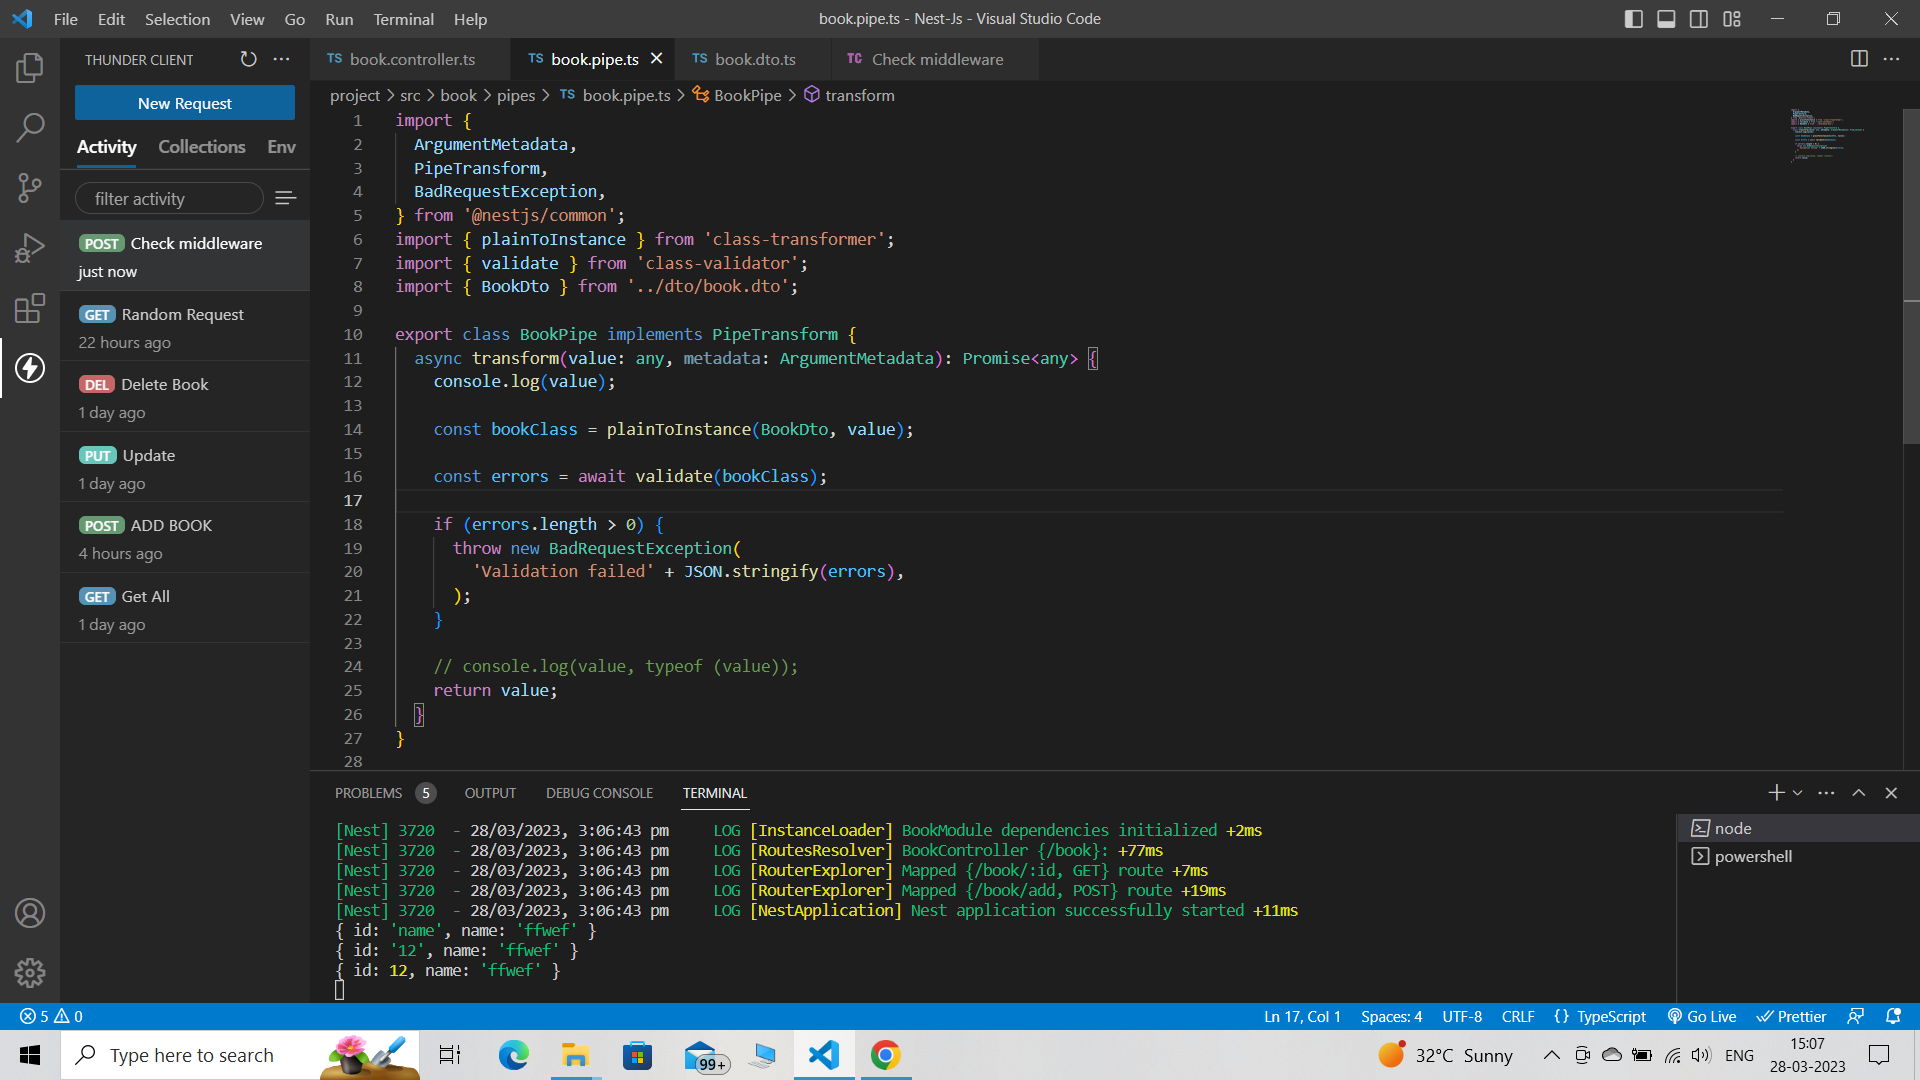 File Edit Selection View Go Run Terminal Help
book.pipe.ts - Nest-Js - Visual Studio Code
THUNDER CLIENT
New Request
Activity Collections Env
filter activity
POST Check middleware
just now
GET Random Request
22 hours ago
DEL Delete Book
1 day ago
PUT Update
1 day ago
POST ADD BOOK
4 hours ago
GET Get All
1 day ago
TS book.controller.ts
TS book.pipe.ts
TS book.dto.ts
TC Check middleware
project > src > book > pipes > TS book.pipe.ts > BookPipe > transform
1 import {
2 ArgumentMetadata,
3 PipeTransform,
4 BadRequestException,
5 } from '@nestjs/common';
6 import { plainToInstance } from 'class-transformer';
7 import { validate } from 'class-validator';
8 import { BookDto } from '../dto/book.dto';
9
10 export class BookPipe implements PipeTransform {
11 async transform(value: any, metadata: ArgumentMetadata): Promise<any> {
12 console.log(value);
13
14 const bookClass = plainToInstance(BookDto, value);
15
16 const errors = await validate(bookClass);
17
18 if (errors.length > 0) {
19 throw new BadRequestException(
20 'Validation failed' + JSON.stringify(errors),
21 );
22 }
23
24 // console.log(value, typeof (value));
25 return value;
26 }
27 }
28
PROBLEMS 5 OUTPUT DEBUG CONSOLE TERMINAL
[Nest] 3720 - 28/03/2023, 3:06:43 pm LOG [InstanceLoader] BookModule dependencies initialized +2ms
[Nest] 3720 - 28/03/2023, 3:06:43 pm LOG [RoutesResolver] BookController {/book}: +77ms
[Nest] 3720 - 28/03/2023, 3:06:43 pm LOG [RouterExplorer] Mapped {/book/:id, GET} route +7ms
[Nest] 3720 - 28/03/2023, 3:06:43 pm LOG [RouterExplorer] Mapped {/book/add, POST} route +19ms
[Nest] 3720 - 28/03/2023, 3:06:43 pm LOG [NestApplication] Nest application successfully started +11ms
{ id: 'name', name: 'ffwef' }
{ id: '12', name: 'ffwef' }
{ id: 12, name: 'ffwef' }
node
powershell
5 0
Ln 17, Col 1 Spaces: 4 UTF-8 CRLF {} TypeScript Go Live Prettier
Type here to search
99+
32°C Sunny
ENG
15:07
28-03-2023